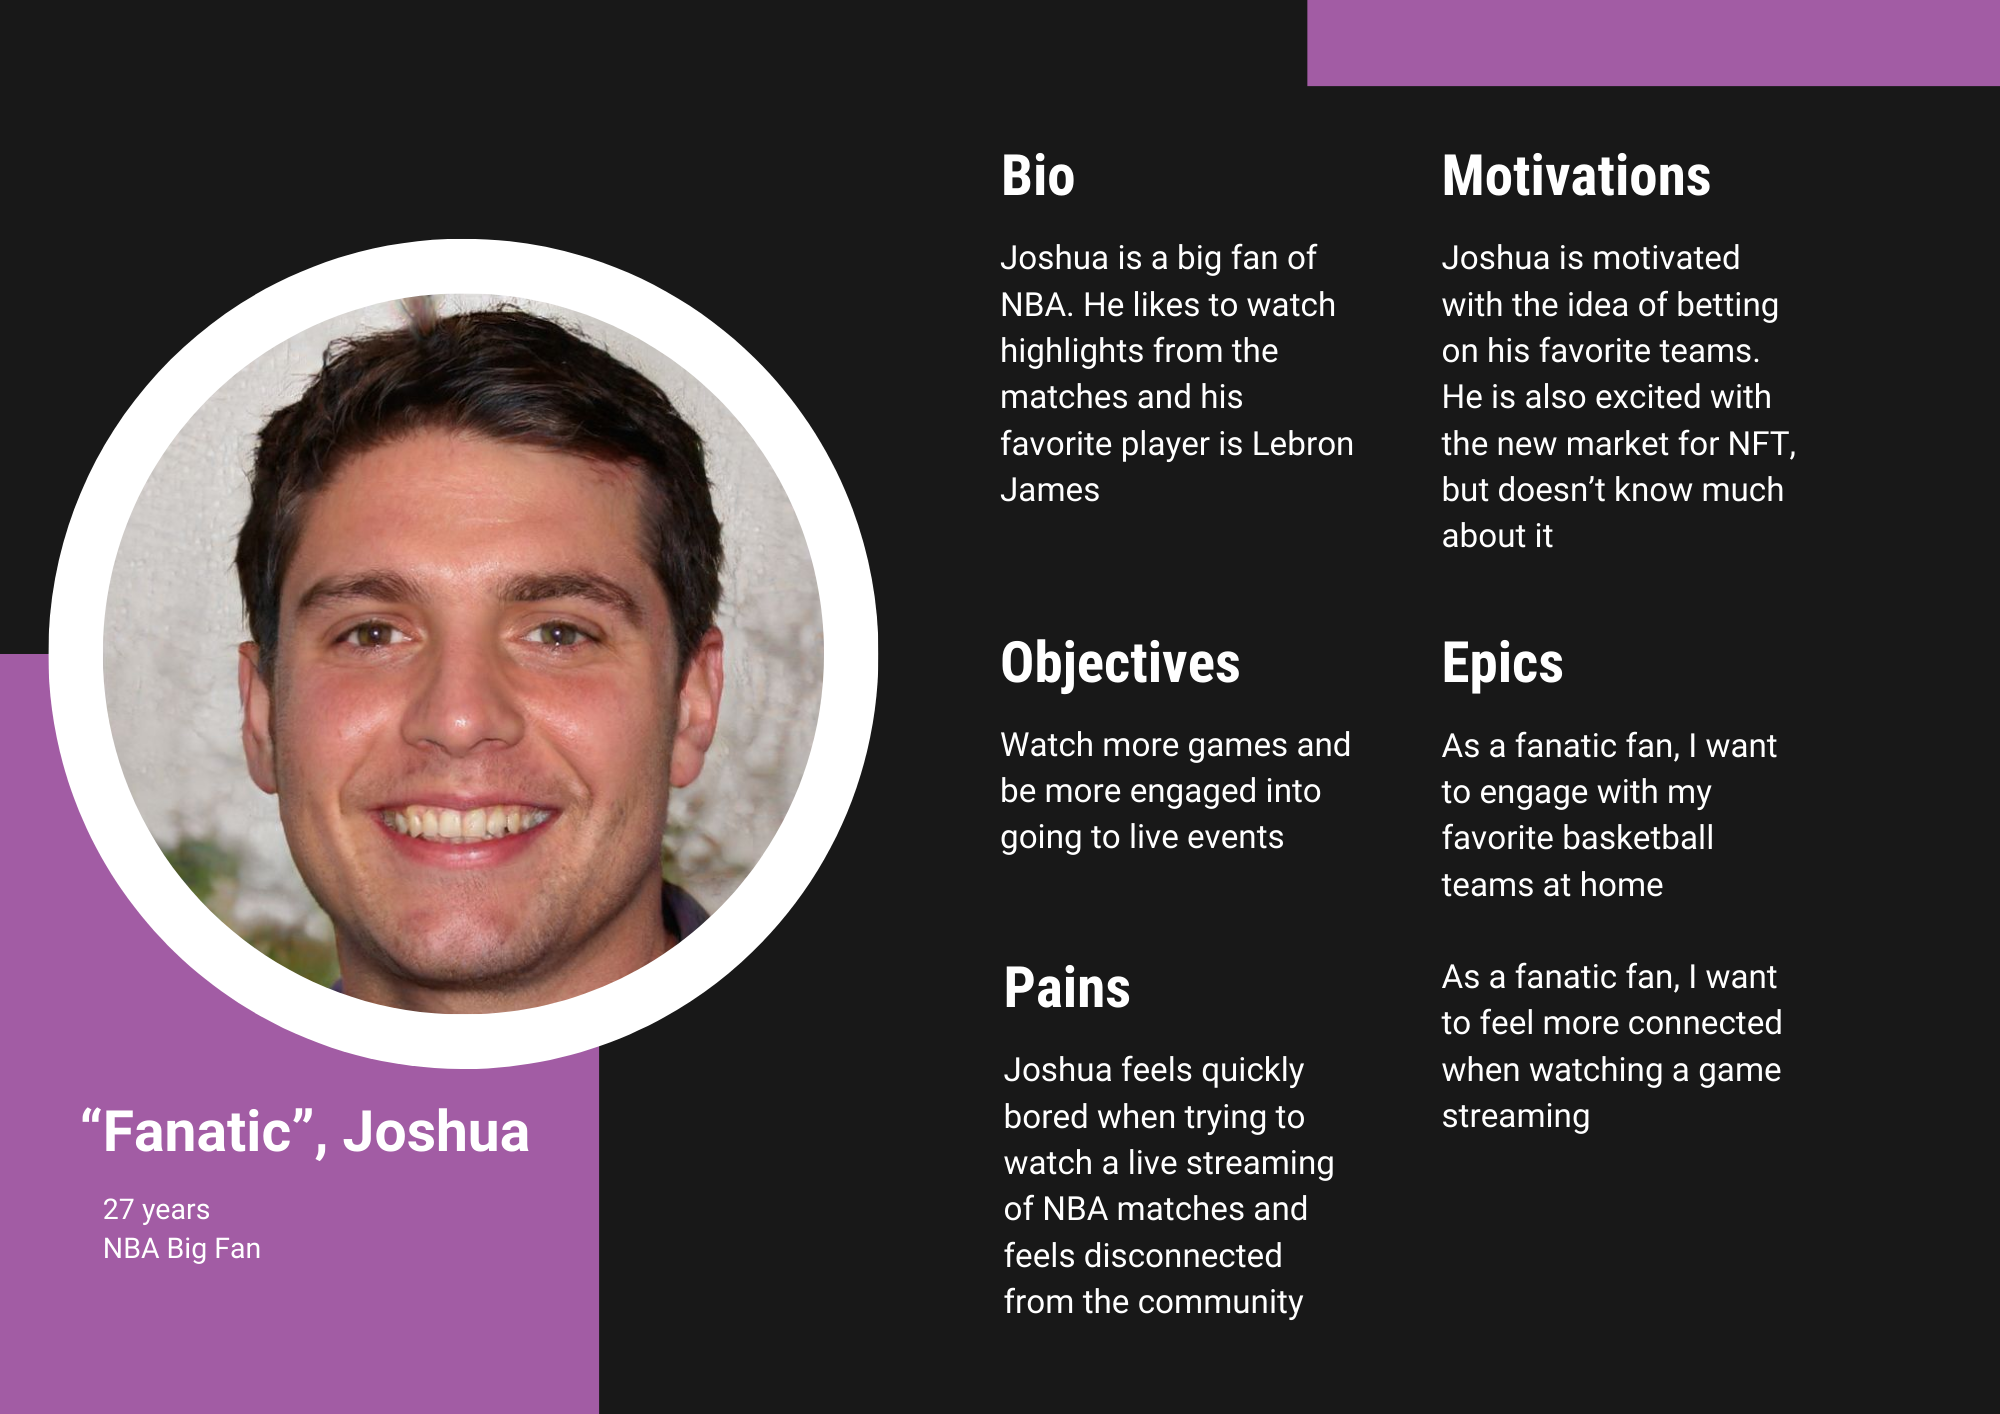 Bio
Joshua is a big fan of
NBA. He likes to watch
highlights from the
matches and his
favorite player is Lebron
James
Motivations
Joshua is motivated
with the idea of betting
on his favorite teams.
He is also excited with
the new market for NFT,
but doesn’t know much
about it
Objectives
Watch more games and
be more engaged into
going to live events
Epics
As a fanatic fan, I want
to engage with my
favorite basketball
teams at home
As a fanatic fan, I want
to feel more connected
when watching a game
streaming
Pains
Joshua feels quickly
bored when trying to
watch a live streaming
of NBA matches and
feels disconnected
from the community
“Fanatic”, Joshua
27 years
NBA Big Fan